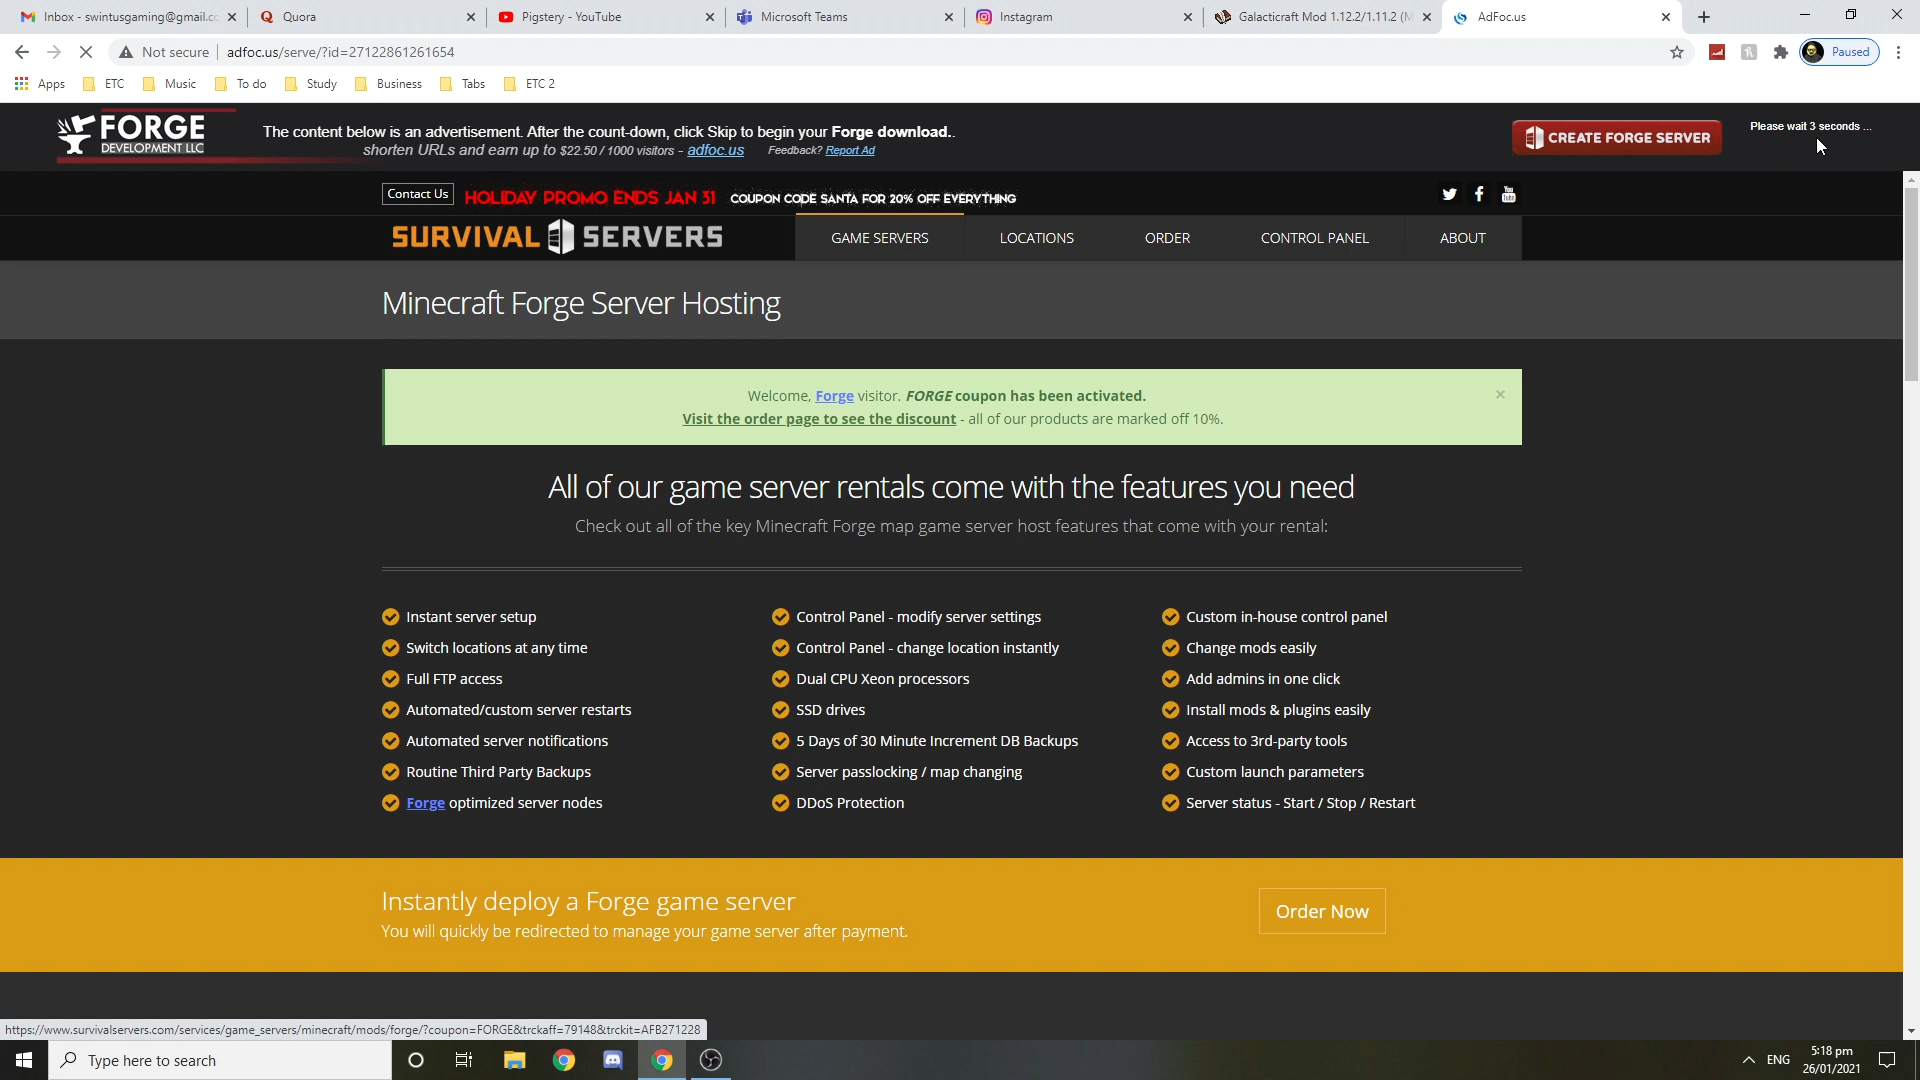 Inbox - swintusgaming@gmail.c
Quora
Pigstery - YouTube
Microsoft Teams
Instagram
Galacticraft Mod 1.12.2/1.11.2 (M
AdFoc.us
Not secure
adfoc.us/serve/?id=27122861261654
Paused
Apps
ETC
Music
To do
Study
Business
Tabs
ETC 2
FORGE
DEVELOPMENT LLC
The content below is an advertisement. After the count-down, click Skip to begin your Forge download..
shorten URLs and earn up to $22.50 / 1000 visitors - adfoc.us
Feedback? Report Ad
CREATE FORGE SERVER
Please wait 3 seconds ...
Contact Us
HOLIDAY PROMO ENDS JAN 31
COUPON CODE SANTA FOR 20% OFF EVERYTHING
You Tube
SURVIVAL SERVERS
GAME SERVERS
LOCATIONS
ORDER
CONTROL PANEL
ABOUT
Minecraft Forge Server Hosting
Welcome, Forge visitor. FORGE coupon has been activated.
Visit the order page to see the discount - all of our products are marked off 10%.
All of our game server rentals come with the features you need
Check out all of the key Minecraft Forge map game server host features that come with your rental:
Instant server setup
Switch locations at any time
Full FTP access
Automated/custom server restarts
Automated server notifications
Routine Third Party Backups
Forge optimized server nodes
Control Panel - modify server settings
Control Panel - change location instantly
Dual CPU Xeon processors
SSD drives
5 Days of 30 Minute Increment DB Backups
Server passlocking / map changing
DDoS Protection
Custom in-house control panel
Change mods easily
Add admins in one click
Install mods & plugins easily
Access to 3rd-party tools
Custom launch parameters
Server status - Start / Stop / Restart
Instantly deploy a Forge game server
You will quickly be redirected to manage your game server after payment.
Order Now
https://www.survivalservers.com/services/game_servers/minecraft/mods/forge/?coupon=FORGE&trckaff=79148&trckit=AFB271228
Type here to search
ENG
5:18 pm
26/01/2021